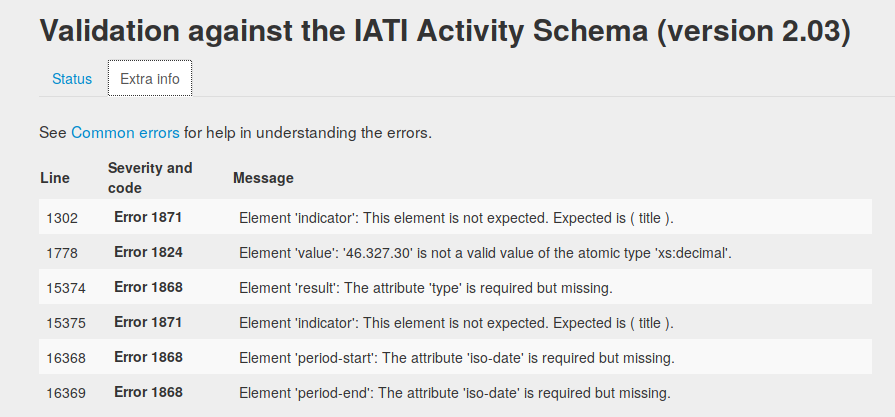 Validation against the IATI Activity Schema (version 2.03)
Status Extra info
See Common errors for help in understanding the errors.
Line Severity and code Message
1302 Error 1871 Element 'indicator': This element is not expected. Expected is ( title ).
1778 Error 1824 Element 'value': '46.327.30' is not a valid value of the atomic type 'xs:decimal'.
15374 Error 1868 Element 'result': The attribute 'type' is required but missing.
15375 Error 1871 Element 'indicator': This element is not expected. Expected is ( title ).
16368 Error 1868 Element 'period-start': The attribute 'iso-date' is required but missing.
16369 Error 1868 Element 'period-end': The attribute 'iso-date' is required but missing.